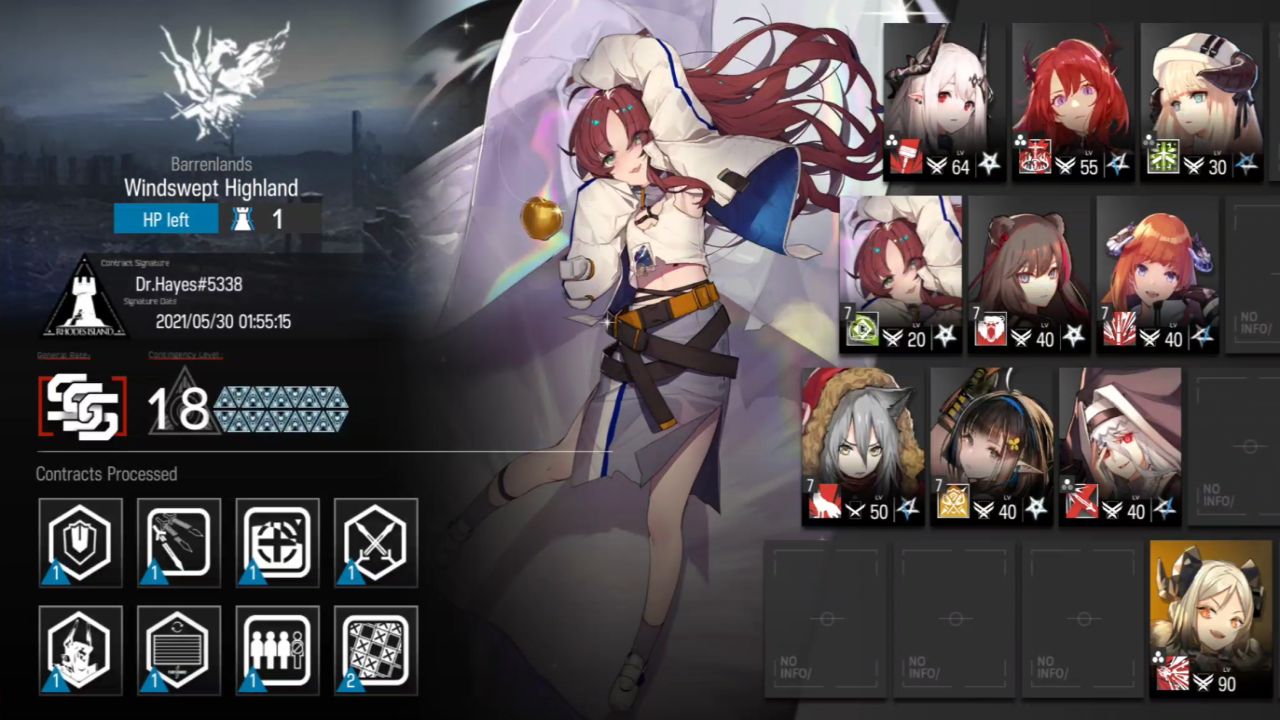 Barrenlands
Windswept Highland
HP left 1
Contract Signature
Dr.Hayes#5338
Signature Date
2021/05/30 01:55:15
RHODES ISLAND
General Rate: Contingency Level:
18
Contracts Processed
1 1 1 1
1 1 1 2
LV 64
LV 55
LV 30
7 LV 20
7 LV 40
7 LV 40
NO INFO/
7 LV 50
7 LV 40
LV 40
NO INFO/
NO INFO/
NO INFO/
NO INFO/
LV 90